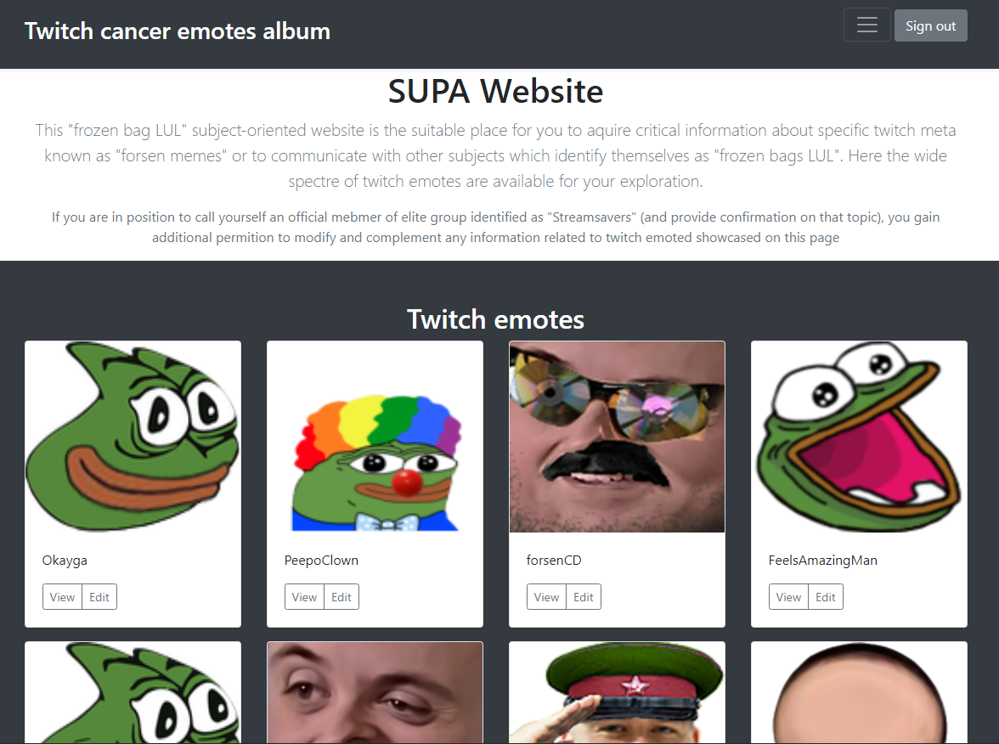 Twitch cancer emotes album
Sign out
SUPA Website
This "frozen bag LUL" subject-oriented website is the suitable place for you to aquire critical information about specific twitch meta
known as "forsen memes" or to communicate with other subjects which identify themselves as "frozen bags LUL". Here the wide
spectre of twitch emotes are available for your exploration.
If you are in position to call yourself an official mebmer of elite group identified as "Streamsavers" (and provide confirmation on that topic), you gain
additional permition to modify and complement any information related to twitch emoted showcased on this page
Twitch emotes
Okayga
View Edit
PeepoClown
View Edit
forsenCD
View Edit
FeelsAmazingMan
View Edit